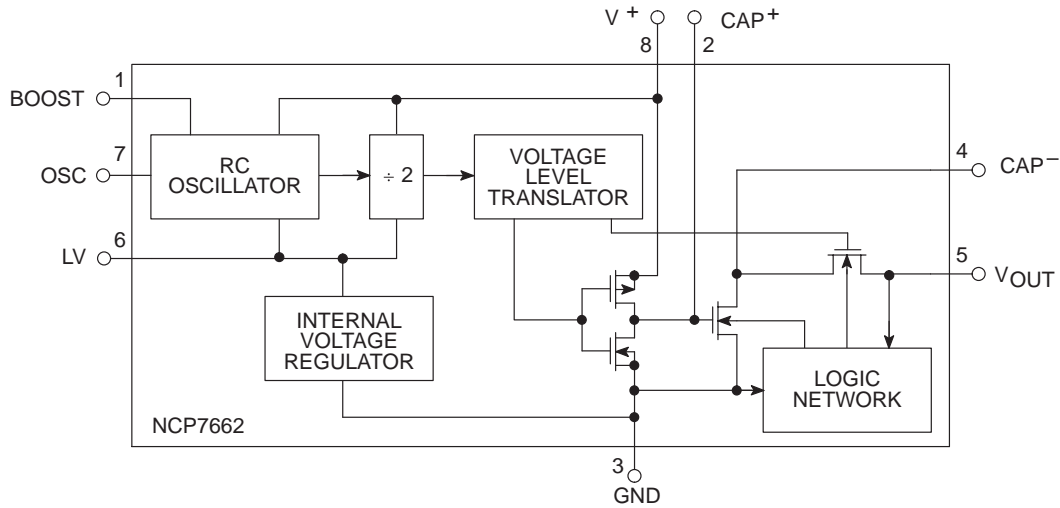 V+
CAP+
8
2
1
BOOST
7
OSC
RC
OSCILLATOR
÷ 2
VOLTAGE
LEVEL
TRANSLATOR
4
CAP−
6
LV
5
VOUT
INTERNAL
VOLTAGE
REGULATOR
LOGIC
NETWORK
NCP7662
3
GND